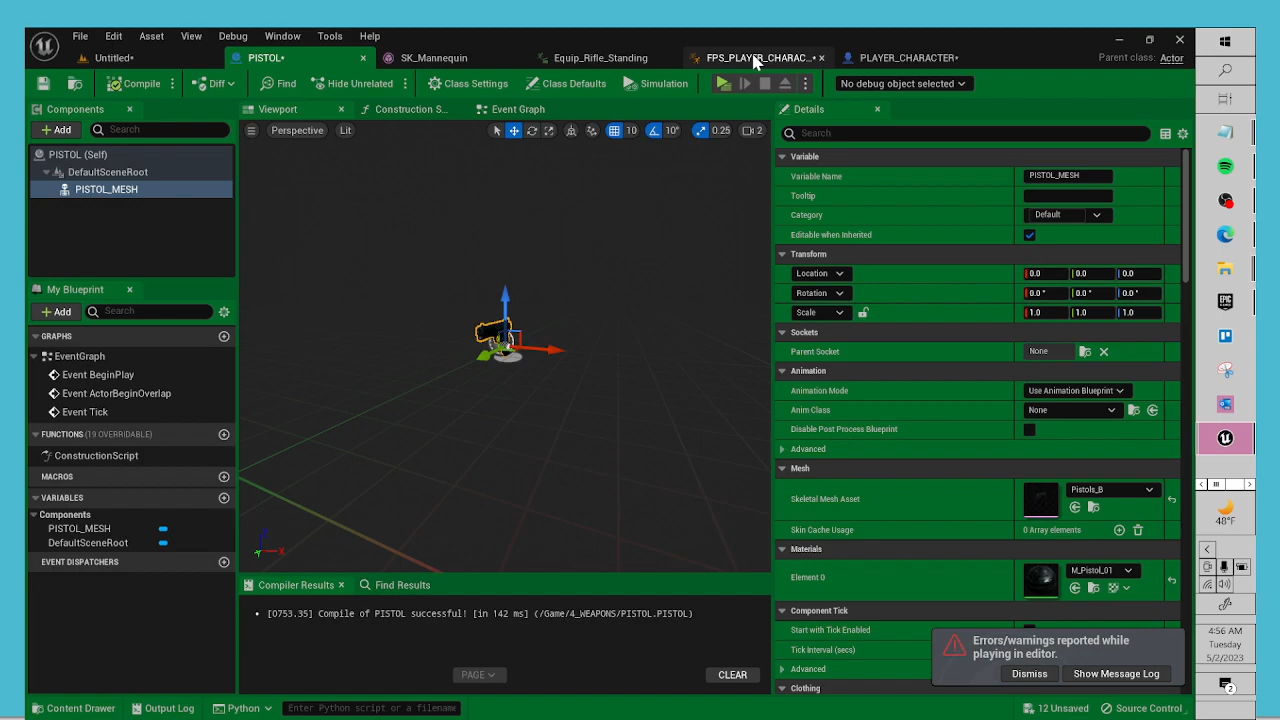 File Edit Asset View Debug Window Tools Help
Untitled* PISTOL* SK_Mannequin Equip_Rifle_Standing FPS_PLAYER_CHARAC...* PLAYER_CHARACTER* Parent class: Actor
Compile Diff Find Hide Unrelated Class Settings Class Defaults Simulation No debug object selected
Components
Add Search
PISTOL (Self)
DefaultSceneRoot
PISTOL_MESH
My Blueprint
Add Search
GRAPHS
EventGraph
Event BeginPlay
Event ActorBeginOverlap
Event Tick
FUNCTIONS (19 OVERRIDABLE)
ConstructionScript
MACROS
VARIABLES
Components
PISTOL_MESH
DefaultSceneRoot
EVENT DISPATCHERS
Viewport Construction S... Event Graph
Perspective Lit 10 10° 0.25 2
X
Compiler Results Find Results
[0753.35] Compile of PISTOL successful! [in 142 ms] (/Game/4_WEAPONS/PISTOL.PISTOL)
PAGE CLEAR
Details
Search
Variable
Variable Name PISTOL_MESH
Tooltip
Category Default
Editable when Inherited
Transform
Location 0.0 0.0 0.0
Rotation 0.0 ° 0.0 ° 0.0 °
Scale 1.0 1.0 1.0
Sockets
Parent Socket None
Animation
Animation Mode Use Animation Blueprint
Anim Class None
Disable Post Process Blueprint
Advanced
Mesh
Skeletal Mesh Asset Pistols_B
Skin Cache Usage 0 Array elements
Materials
Element 0 M_Pistol_01
Component Tick
Start with Tick Enabled
Tick Interval (secs)
Advanced
Clothing
Errors/warnings reported while
playing in editor.
Dismiss Show Message Log
Content Drawer Output Log Python Enter Python script or a filename 12 Unsaved Source Control
EPIC
GAMES
48°F
4:56 AM
Tuesday
5/2/2023
2